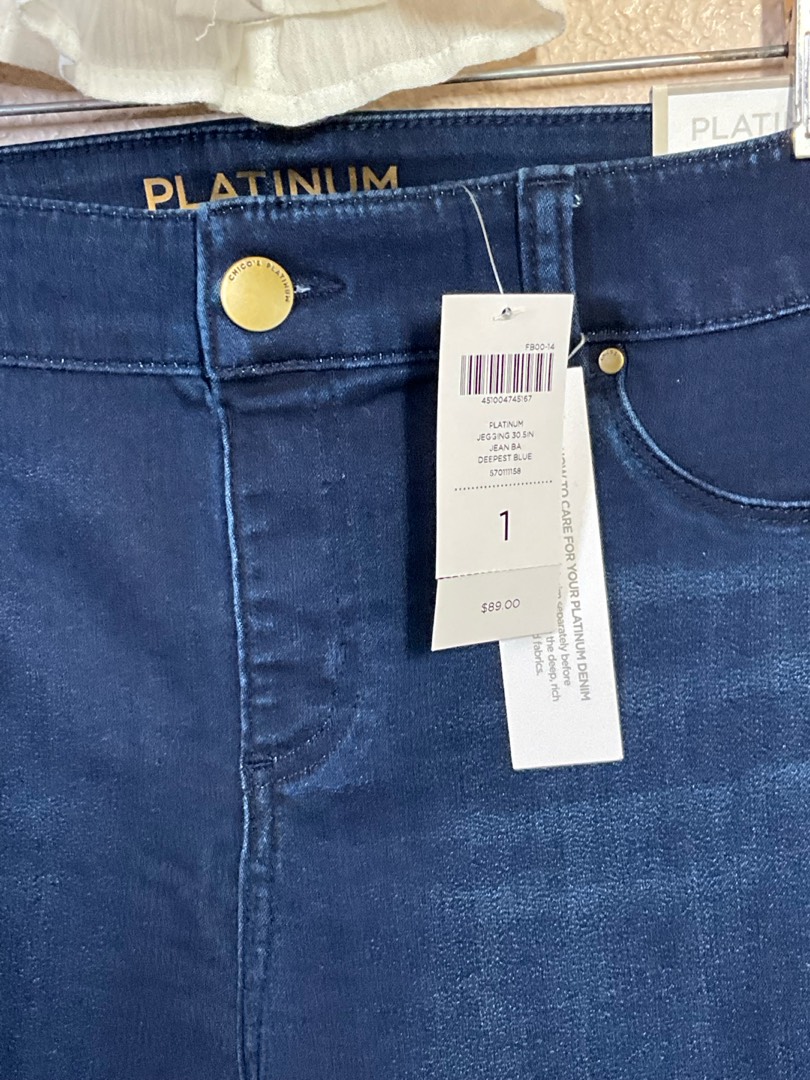 PLATI
PLATINUM
CHICO'S PLATINUM
FB00-14
451004745167
PLATINUM
JEGGING 30.5IN
JEAN BA
DEEPEST BLUE
570111158
1
$89.00
HOW TO CARE FOR YOUR PLATINUM DENIM
separately before
the deep, rich
fabrics.